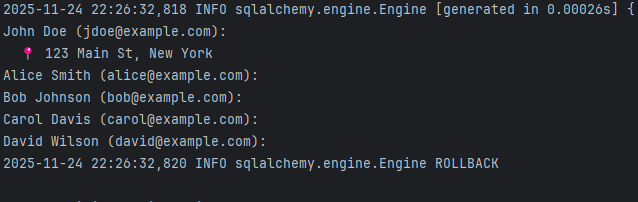 2025-11-24 22:26:32,818 INFO sqlalchemy.engine.Engine [generated in 0.00026s] {
John Doe (jdoe@example.com):
📍 123 Main St, New York
Alice Smith (alice@example.com):
Bob Johnson (bob@example.com):
Carol Davis (carol@example.com):
David Wilson (david@example.com):
2025-11-24 22:26:32,820 INFO sqlalchemy.engine.Engine ROLLBACK